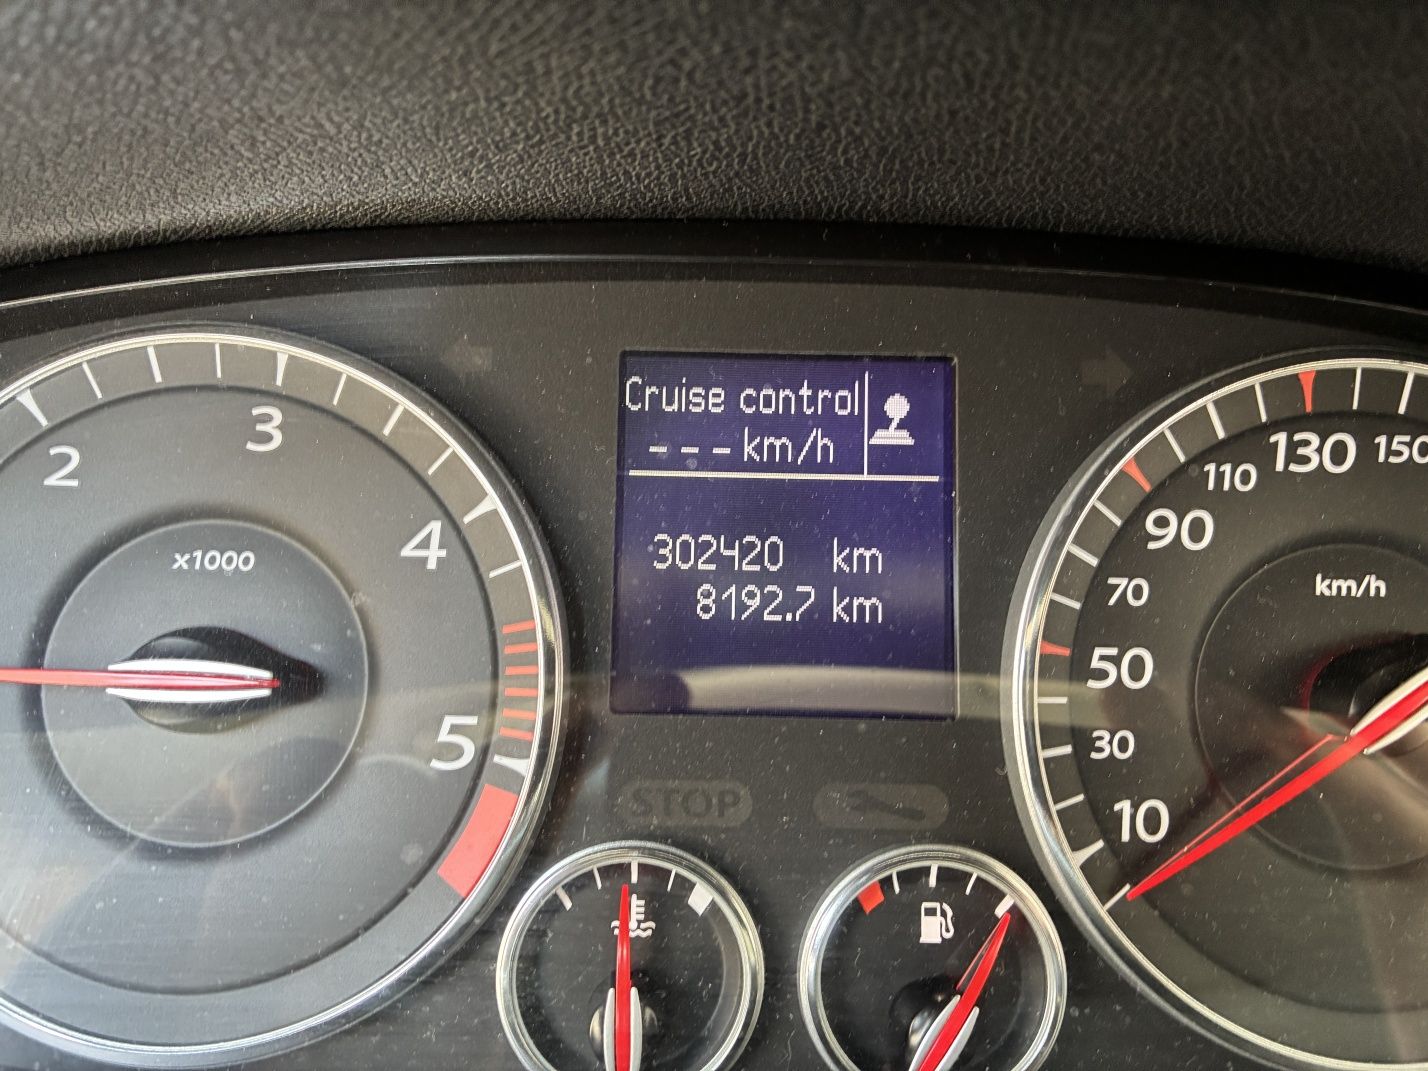 Cruise control
---km/h
302420 km
8192.7 km
2
3
4
5
x1000
10
30
50
70
90
110
130
150
km/h
STOP